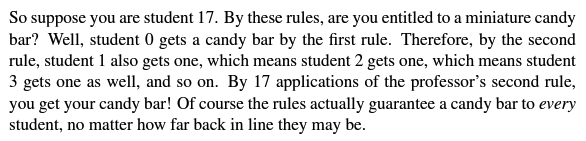 So suppose you are student 17. By these rules, are you entitled to a miniature candy
bar? Well, student 0 gets a candy bar by the first rule. Therefore, by the second
rule, student 1 also gets one, which means student 2 gets one, which means student
3 gets one as well, and so on. By 17 applications of the professor’s second rule,
you get your candy bar! Of course the rules actually guarantee a candy bar to every
student, no matter how far back in line they may be.